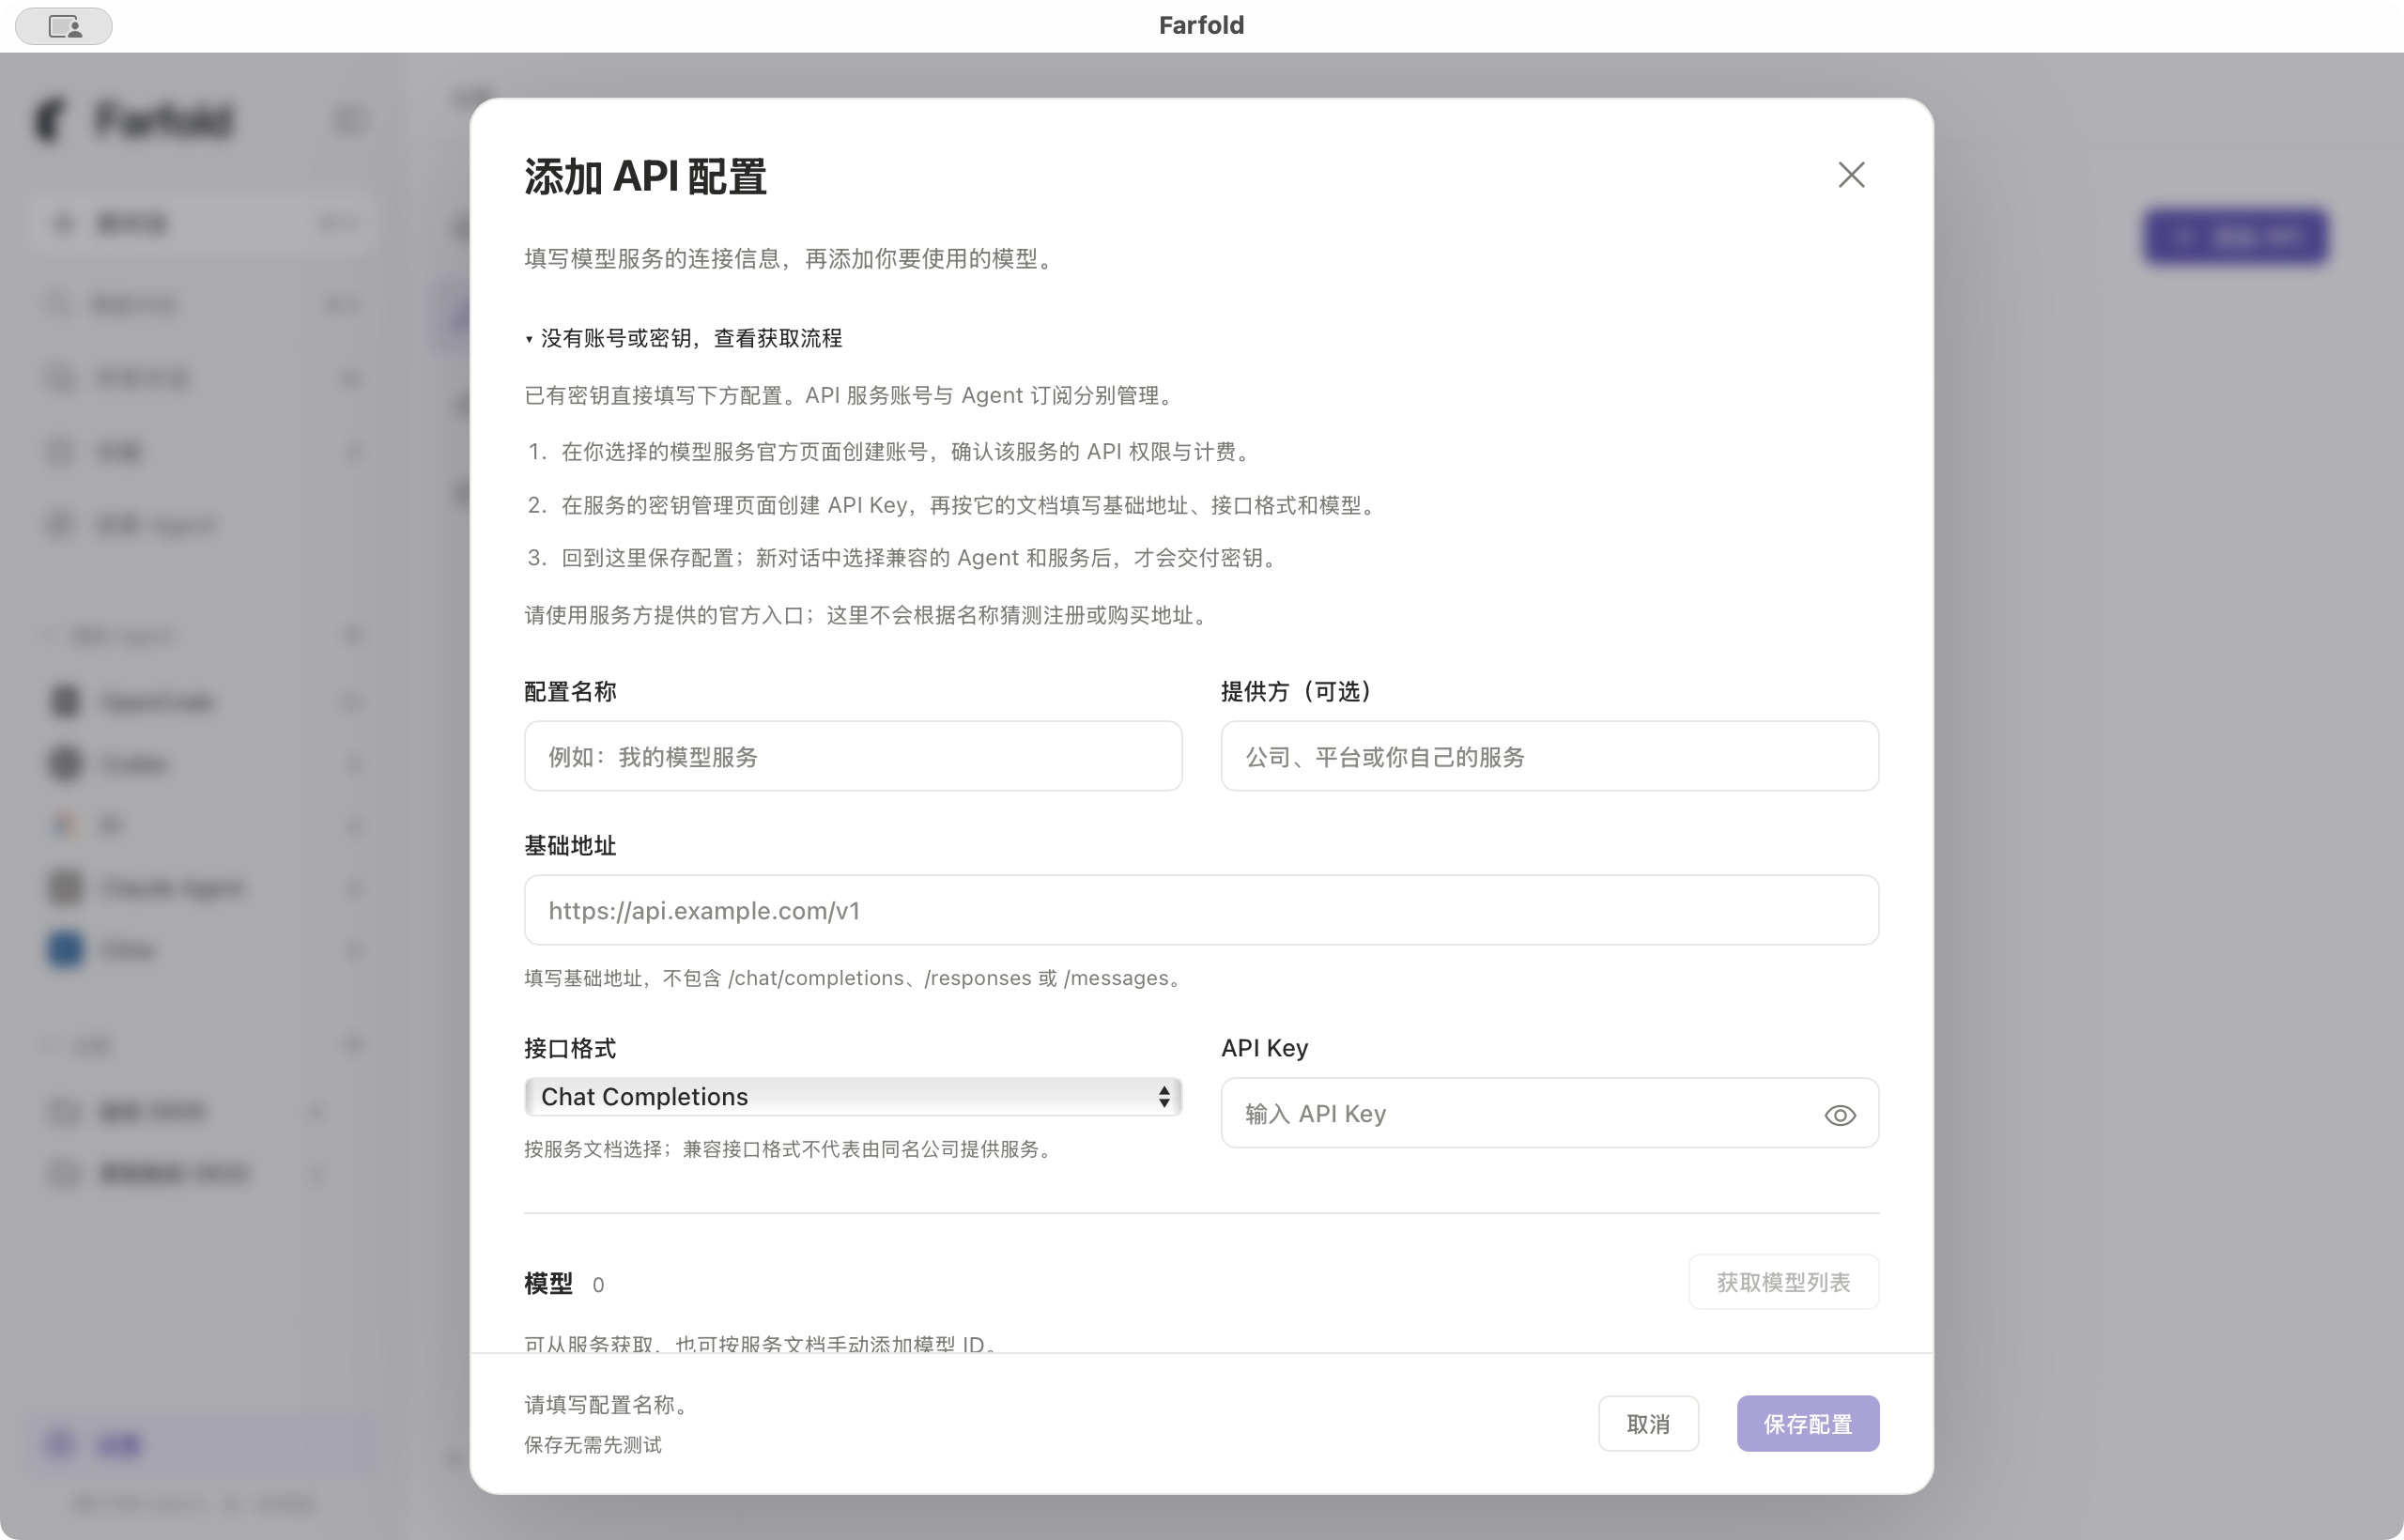 Farfold
Farfold
添加 API 配置
填写模型服务的连接信息，再添加你要使用的模型。
▾ 没有账号或密钥，查看获取流程
已有密钥直接填写下方配置。API 服务账号与 Agent 订阅分别管理。
1. 在你选择的模型服务官方页面创建账号，确认该服务的 API 权限与计费。
2. 在服务的密钥管理页面创建 API Key，再按它的文档填写基础地址、接口格式和模型。
3. 回到这里保存配置；新对话中选择兼容的 Agent 和服务后，才会交付密钥。
请使用服务方提供的官方入口；这里不会根据名称猜测注册或购买地址。
配置名称
提供方（可选）
例如：我的模型服务
公司、平台或你自己的服务
基础地址
https://api.example.com/v1
填写基础地址，不包含 /chat/completions、/responses 或 /messages。
接口格式
API Key
Chat Completions
输入 API Key
按服务文档选择；兼容接口格式不代表由同名公司提供服务。
模型 0
获取模型列表
可从服务获取，也可按服务文档手动添加模型 ID。
请填写配置名称。
保存无需先测试
取消
保存配置
OpenCode
Codex
Claude Agent
Cline